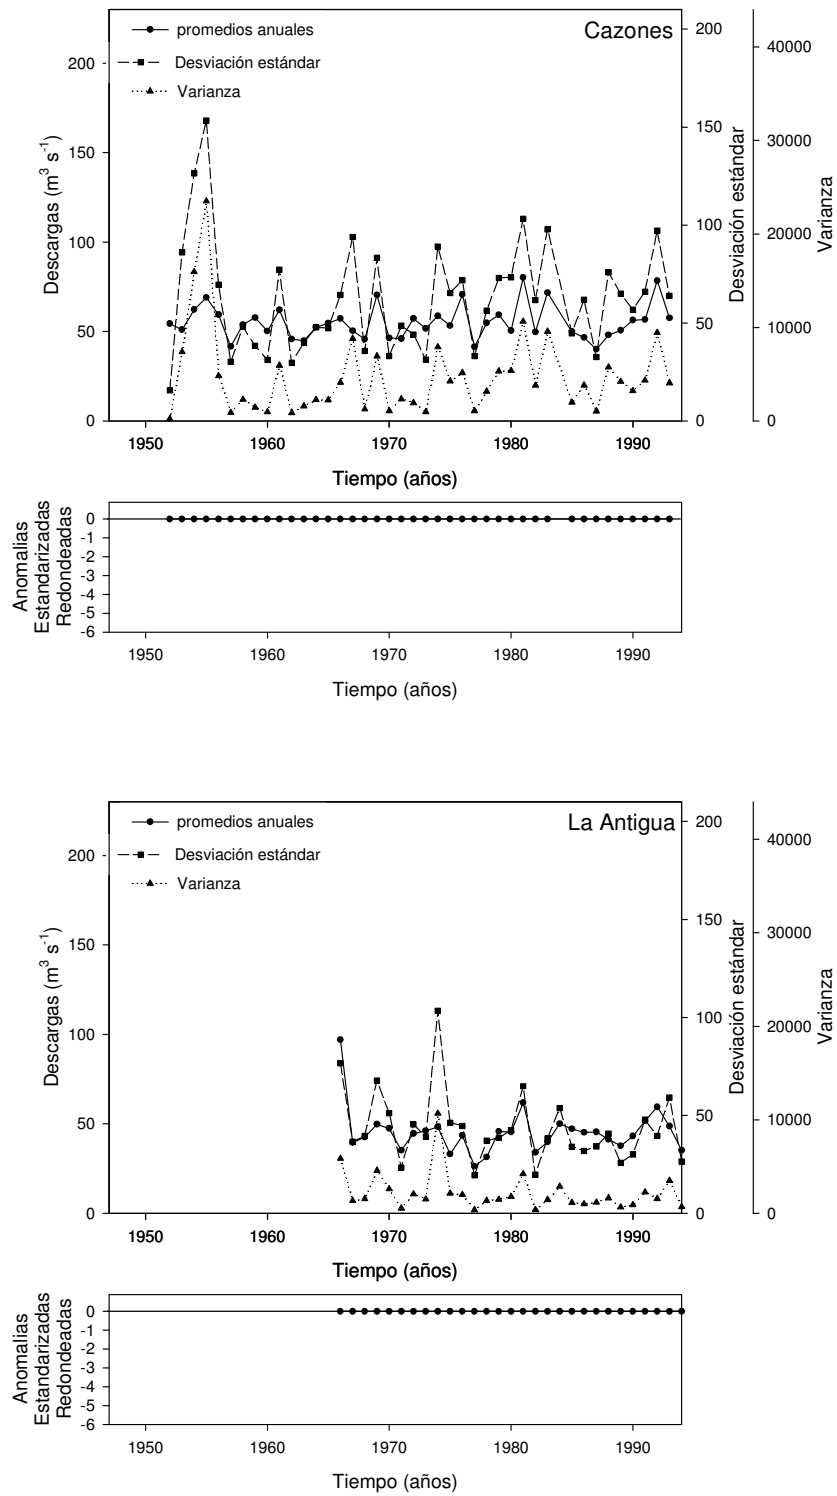 Cazones
promedios anuales
Desviación estándar
Varianza
Descargas (m³ s⁻¹)
200
150
100
50
0
Desviación estándar
200
150
100
50
0
Varianza
40000
30000
20000
10000
0
1950 1960 1970 1980 1990
Tiempo (años)
Anomalias
Estandarizadas
Redondeadas
0
-1
-2
-3
-4
-5
-6
1950 1960 1970 1980 1990
Tiempo (años)
La Antigua
promedios anuales
Desviación estándar
Varianza
Descargas (m³ s⁻¹)
200
150
100
50
0
Desviación estándar
200
150
100
50
0
Varianza
40000
30000
20000
10000
0
1950 1960 1970 1980 1990
Tiempo (años)
Anomalias
Estandarizadas
Redondeadas
0
-1
-2
-3
-4
-5
-6
1950 1960 1970 1980 1990
Tiempo (años)